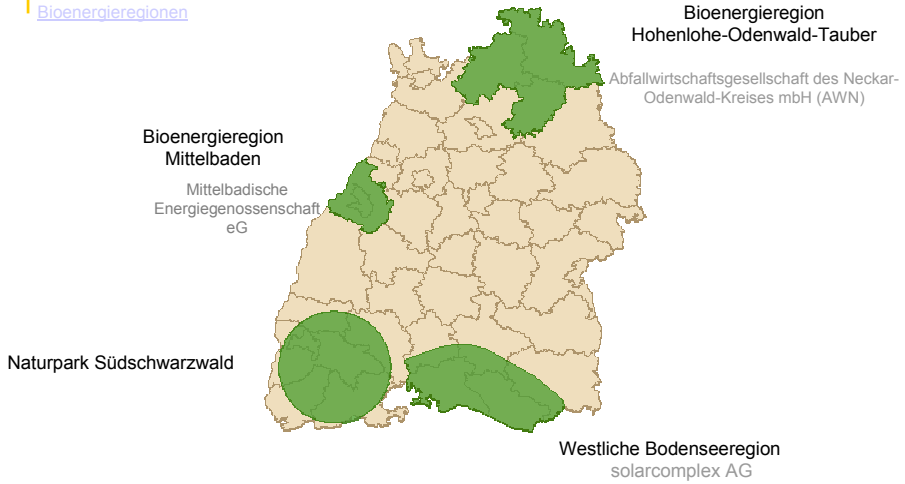 Bioenergieregionen
Bioenergieregion
Hohenlohe-Odenwald-Tauber
Abfallwirtschaftsgesellschaft des Neckar-
Odenwald-Kreises mbH (AWN)
Bioenergieregion
Mittelbaden
Mittelbadische
Energiegenossenschaft
eG
Naturpark Südschwarzwald
Westliche Bodenseeregion
solarcomplex AG